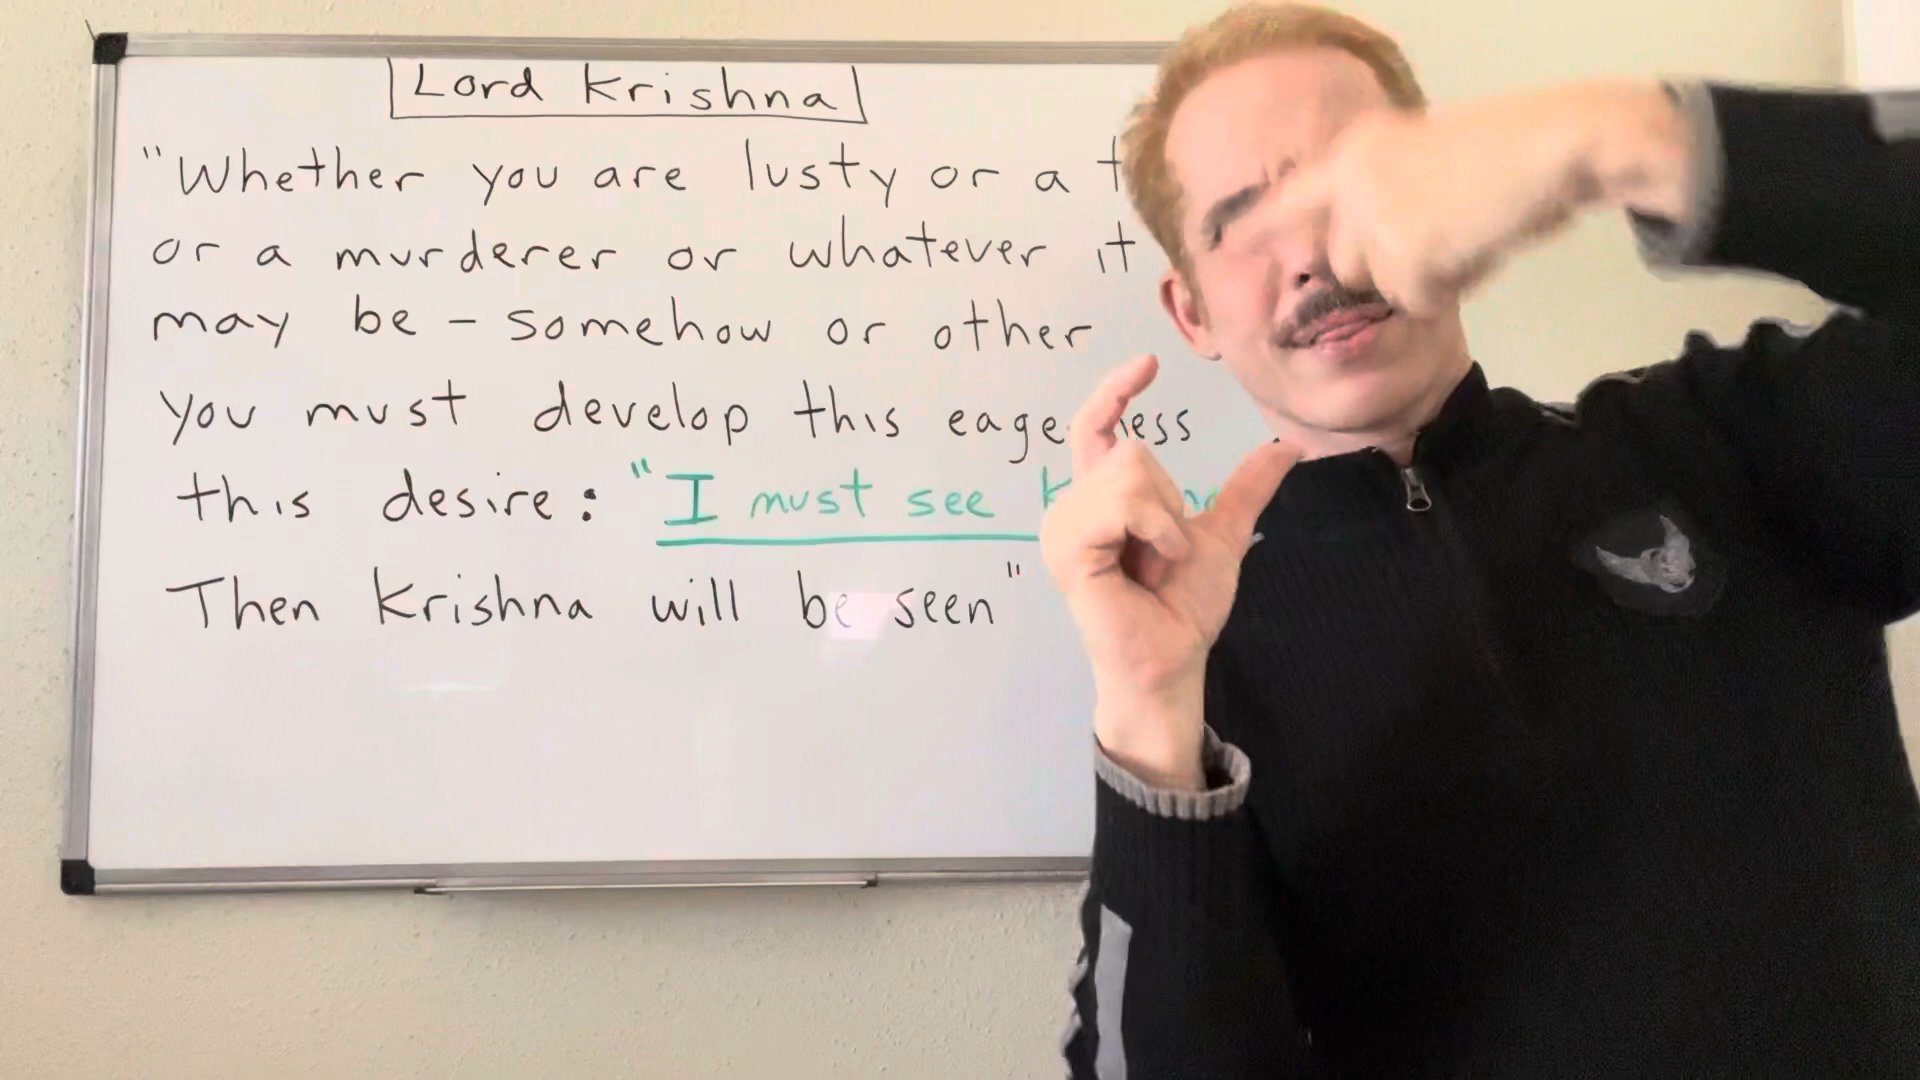 Lord Krishna
"Whether you are lusty or a
or a murderer or whatever it
may be - somehow or other
you must develop this
this desire: "I must see
Then Krishna will be seen"